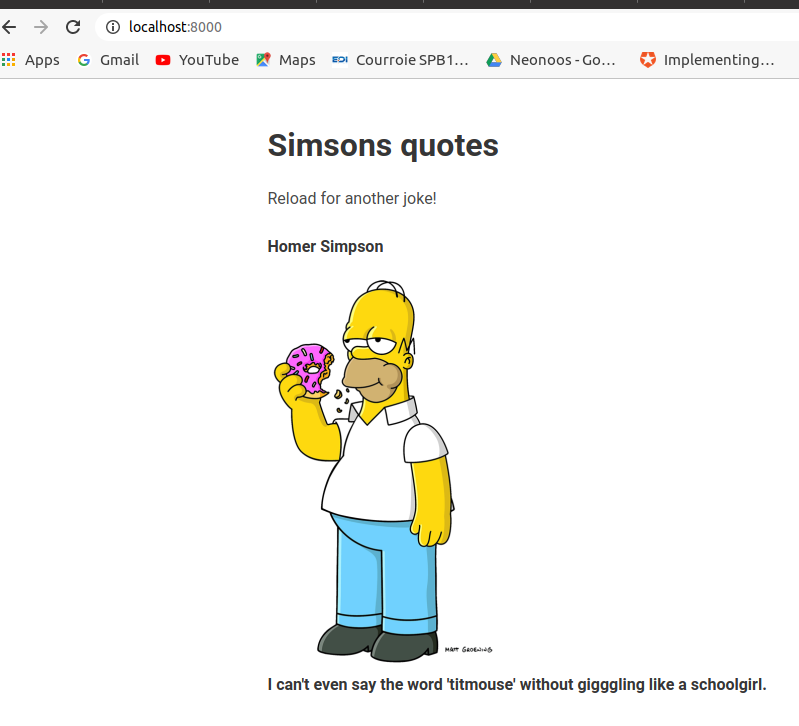 localhost:8000
Apps Gmail YouTube Maps EOI Courroie SPB1... Neonoos - Go... Implementing...
Simsons quotes
Reload for another joke!
Homer Simpson
MATT GROENING
I can't even say the word 'titmouse' without gigggling like a schoolgirl.